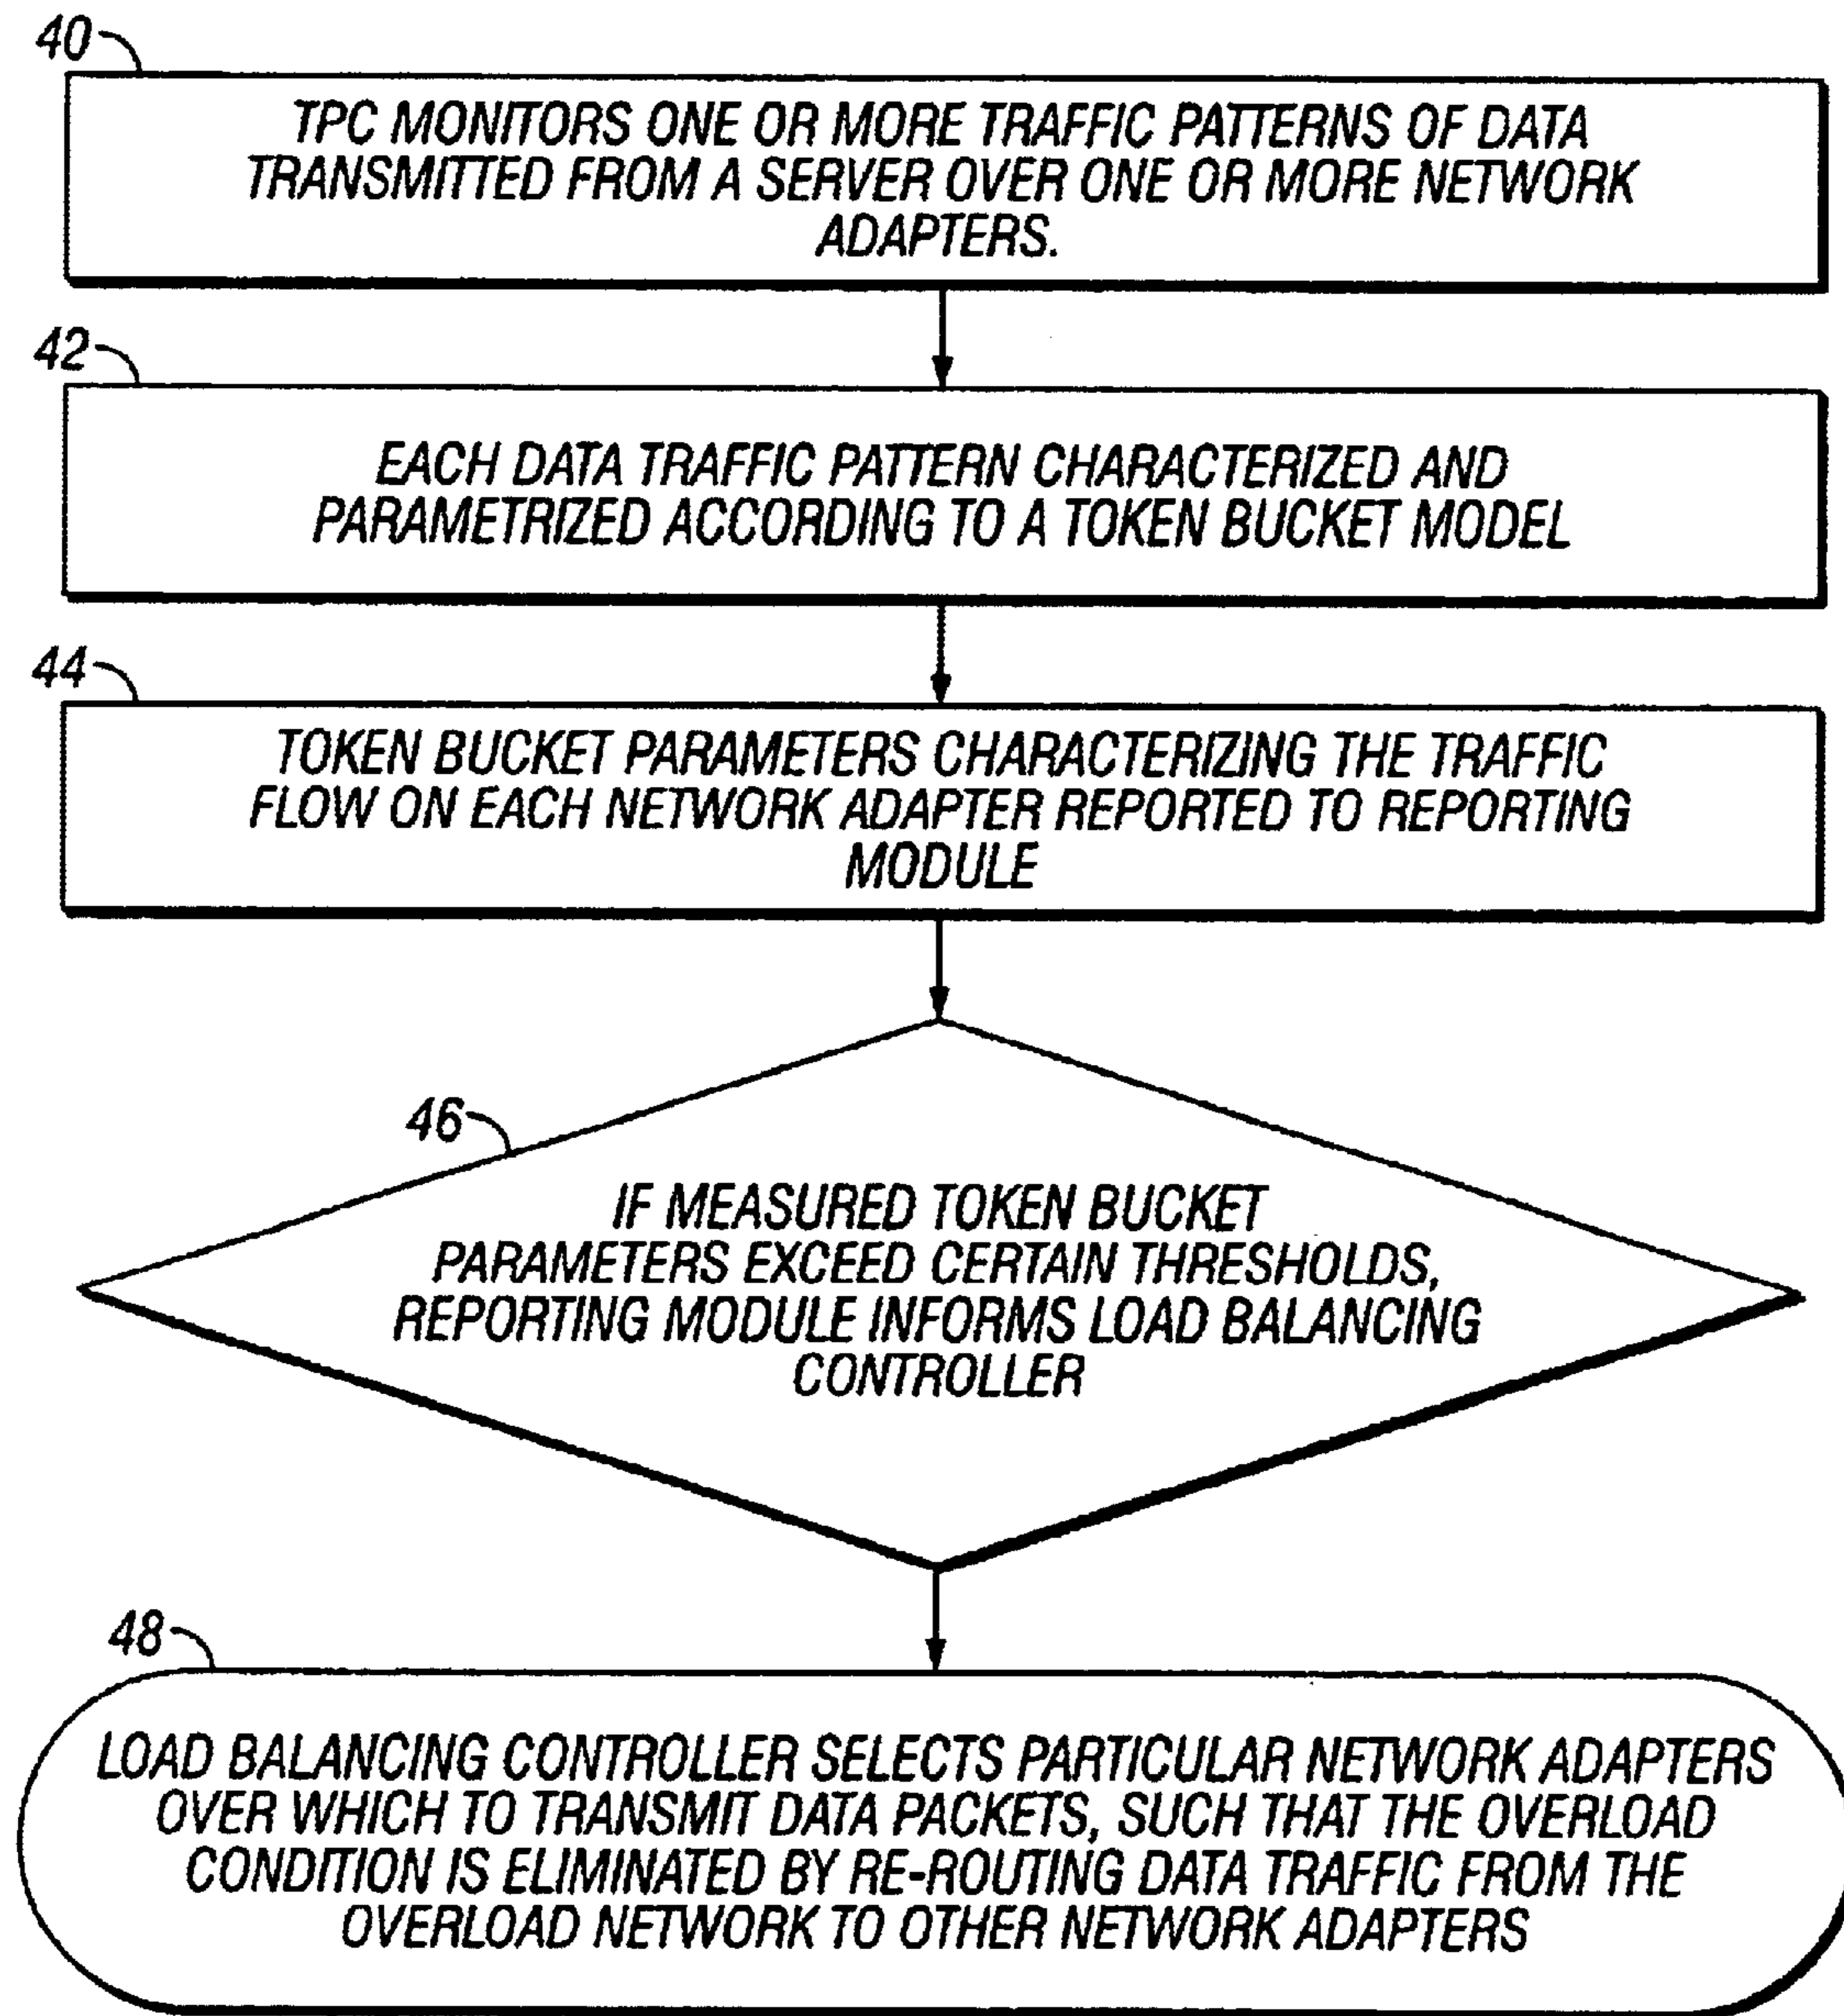 40
TPC MONITORS ONE OR MORE TRAFFIC PATTERNS OF DATA
TRANSMITTED FROM A SERVER OVER ONE OR MORE NETWORK
ADAPTERS.
42
EACH DATA TRAFFIC PATTERN CHARACTERIZED AND
PARAMETRIZED ACCORDING TO A TOKEN BUCKET MODEL
44
TOKEN BUCKET PARAMETERS CHARACTERIZING THE TRAFFIC
FLOW ON EACH NETWORK ADAPTER REPORTED TO REPORTING
MODULE
46
IF MEASURED TOKEN BUCKET
PARAMETERS EXCEED CERTAIN THRESHOLDS,
REPORTING MODULE INFORMS LOAD BALANCING
CONTROLLER
48
LOAD BALANCING CONTROLLER SELECTS PARTICULAR NETWORK ADAPTERS
OVER WHICH TO TRANSMIT DATA PACKETS, SUCH THAT THE OVERLOAD
CONDITION IS ELIMINATED BY RE-ROUTING DATA TRAFFIC FROM THE
OVERLOAD NETWORK TO OTHER NETWORK ADAPTERS